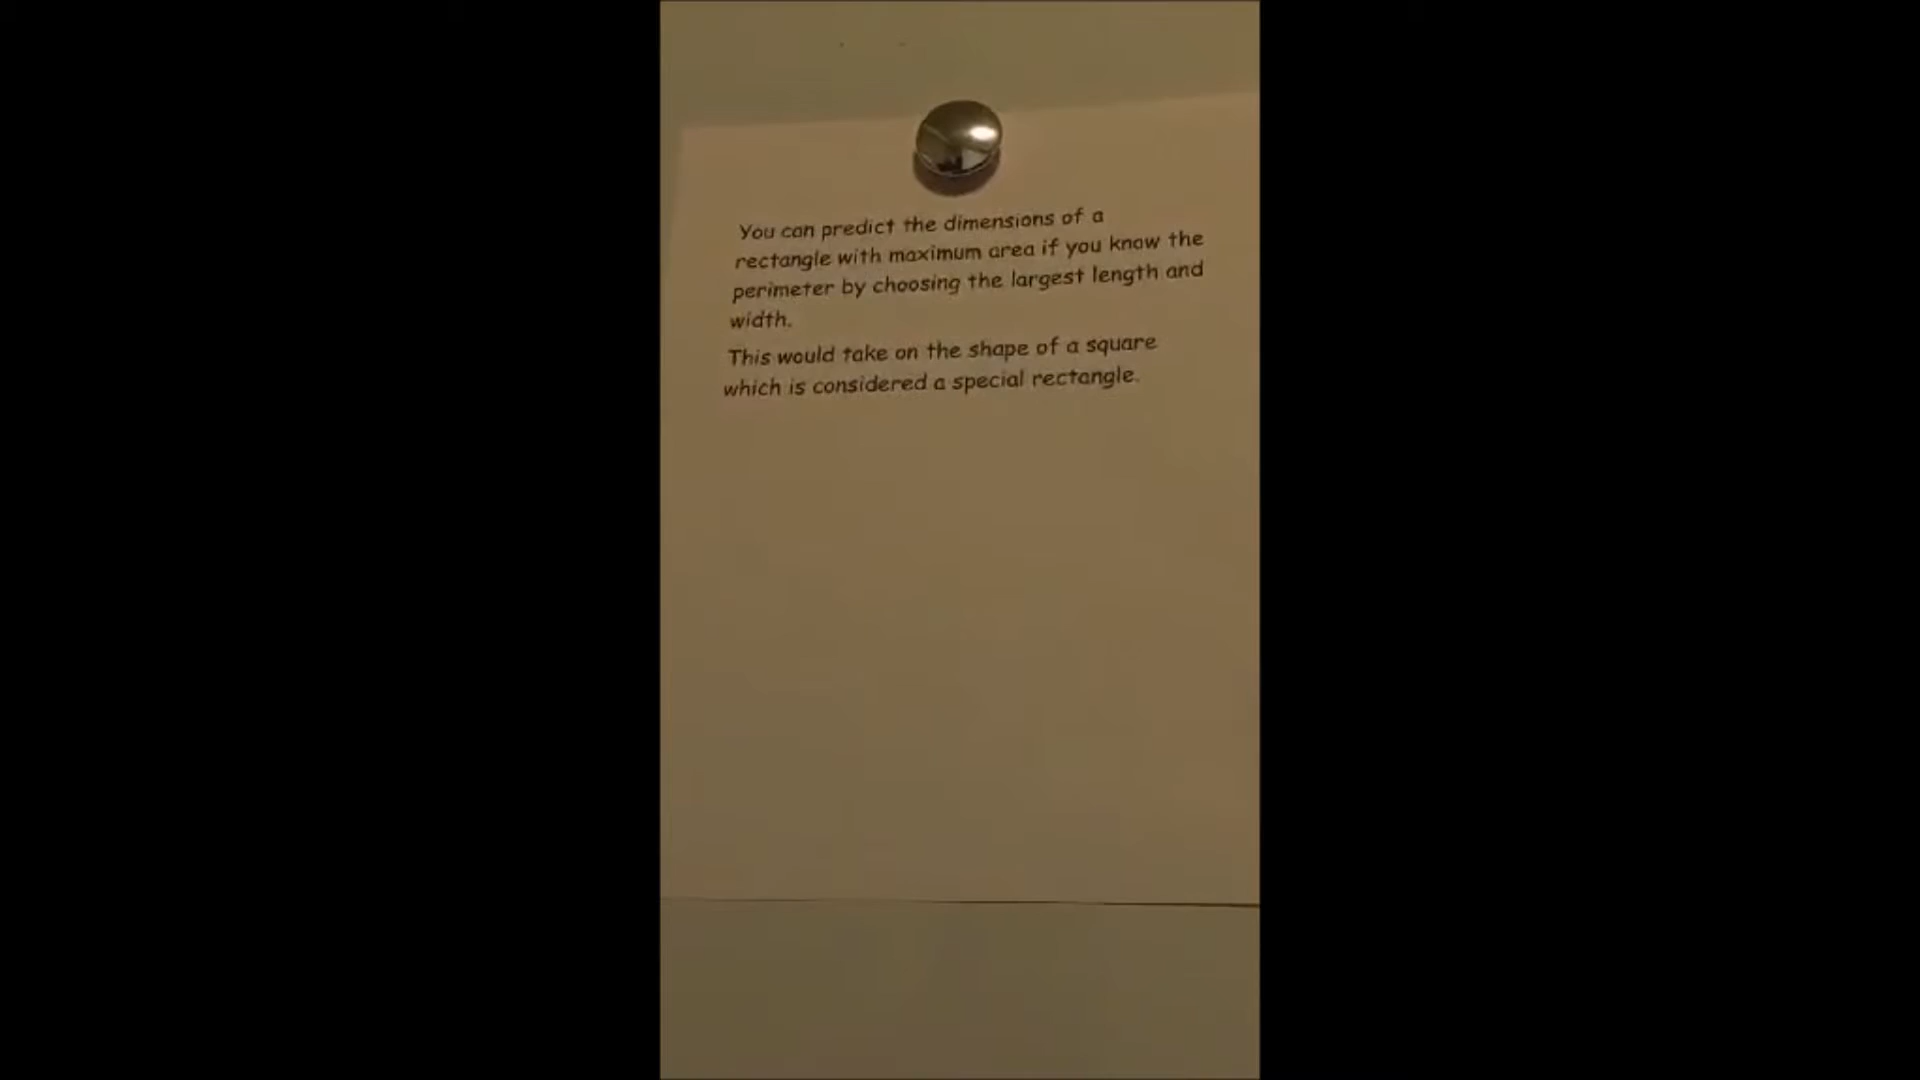 You can predict the dimensions of a
rectangle with maximum area if you know the
perimeter by choosing the largest length and
width.
This would take on the shape of a square
which is considered a special rectangle.